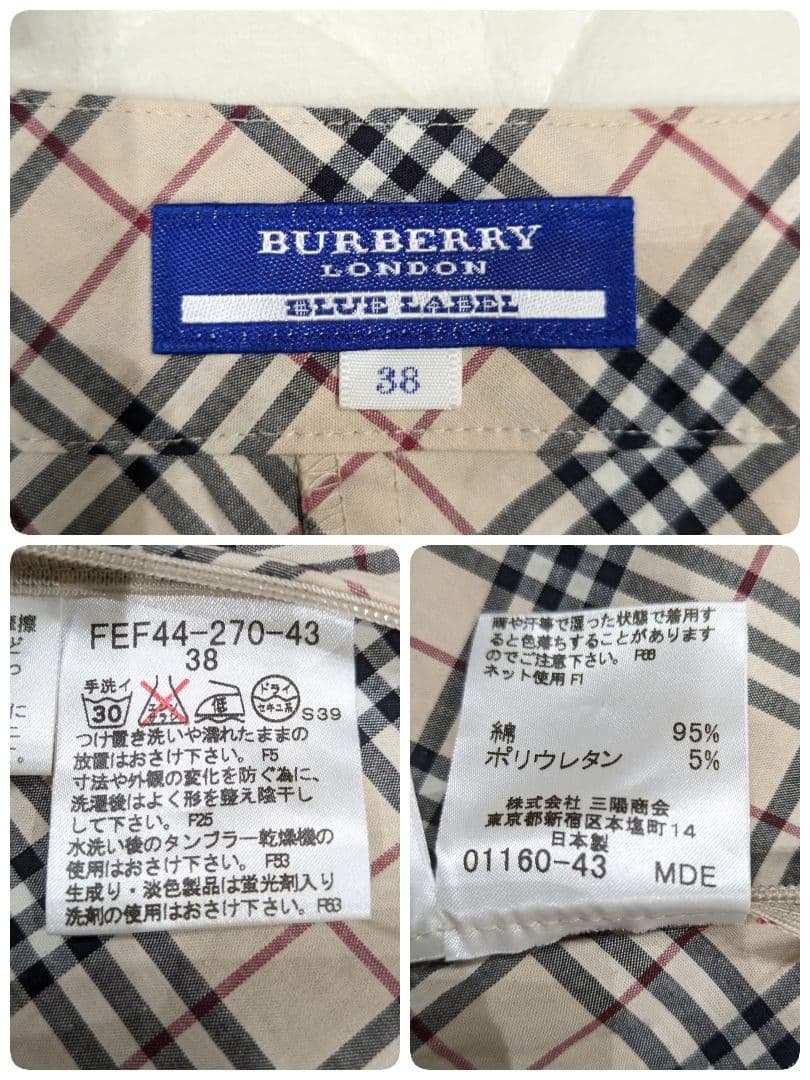 BURBERRY
LONDON
BLUE LABEL
38
FEF44-270-43
38
手洗イ
30
エンソ
サラシ
低
ドライ
セキユ系
S39
つけ置き洗いや濡れたままの
放置はおさけ下さい。 F5
寸法や外観の変化を防ぐ為に、
洗濯後はよく形を整え陰干し
して下さい。 F25
水洗い後のタンブラー乾燥機の
使用はおさけ下さい。 F53
生成り・淡色製品は蛍光剤入り
洗剤の使用はおさけ下さい。F63
擦
ど
に
。
雨や汗等で湿った状態で着用す
ると色落ちすることがあります
のでご注意下さい。
ネット使用 F1
綿 95%
ポリウレタン 5%
株式会社 三陽商会
東京都新宿区本塩町14
日本製
01160-43 MDE